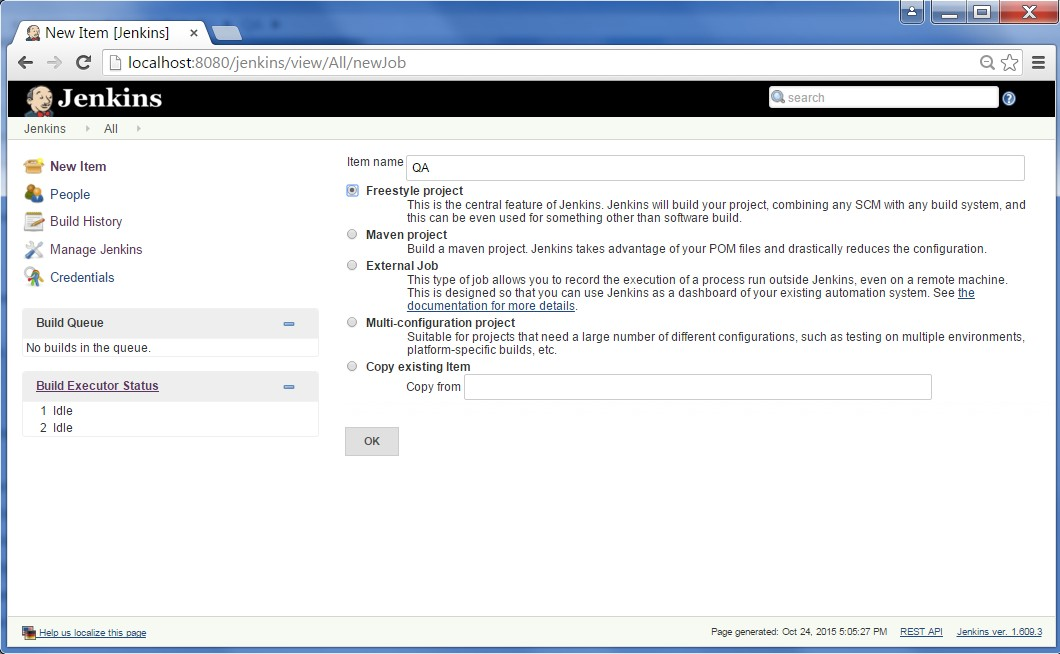 New Item [Jenkins]
localhost:8080/jenkins/view/All/newJob
Jenkins
search
Jenkins
All
New Item
People
Build History
Manage Jenkins
Credentials
Build Queue
No builds in the queue.
Build Executor Status
1 Idle
2 Idle
Item name
QA
Freestyle project
This is the central feature of Jenkins. Jenkins will build your project, combining any SCM with any build system, and
this can be even used for something other than software build.
Maven project
Build a maven project. Jenkins takes advantage of your POM files and drastically reduces the configuration.
External Job
This type of job allows you to record the execution of a process run outside Jenkins, even on a remote machine.
This is designed so that you can use Jenkins as a dashboard of your existing automation system. See the
documentation for more details.
Multi-configuration project
Suitable for projects that need a large number of different configurations, such as testing on multiple environments,
platform-specific builds, etc.
Copy existing Item
Copy from
OK
Help us localize this page
Page generated: Oct 24, 2015 5:05:27 PM
REST API
Jenkins ver. 1.609.3